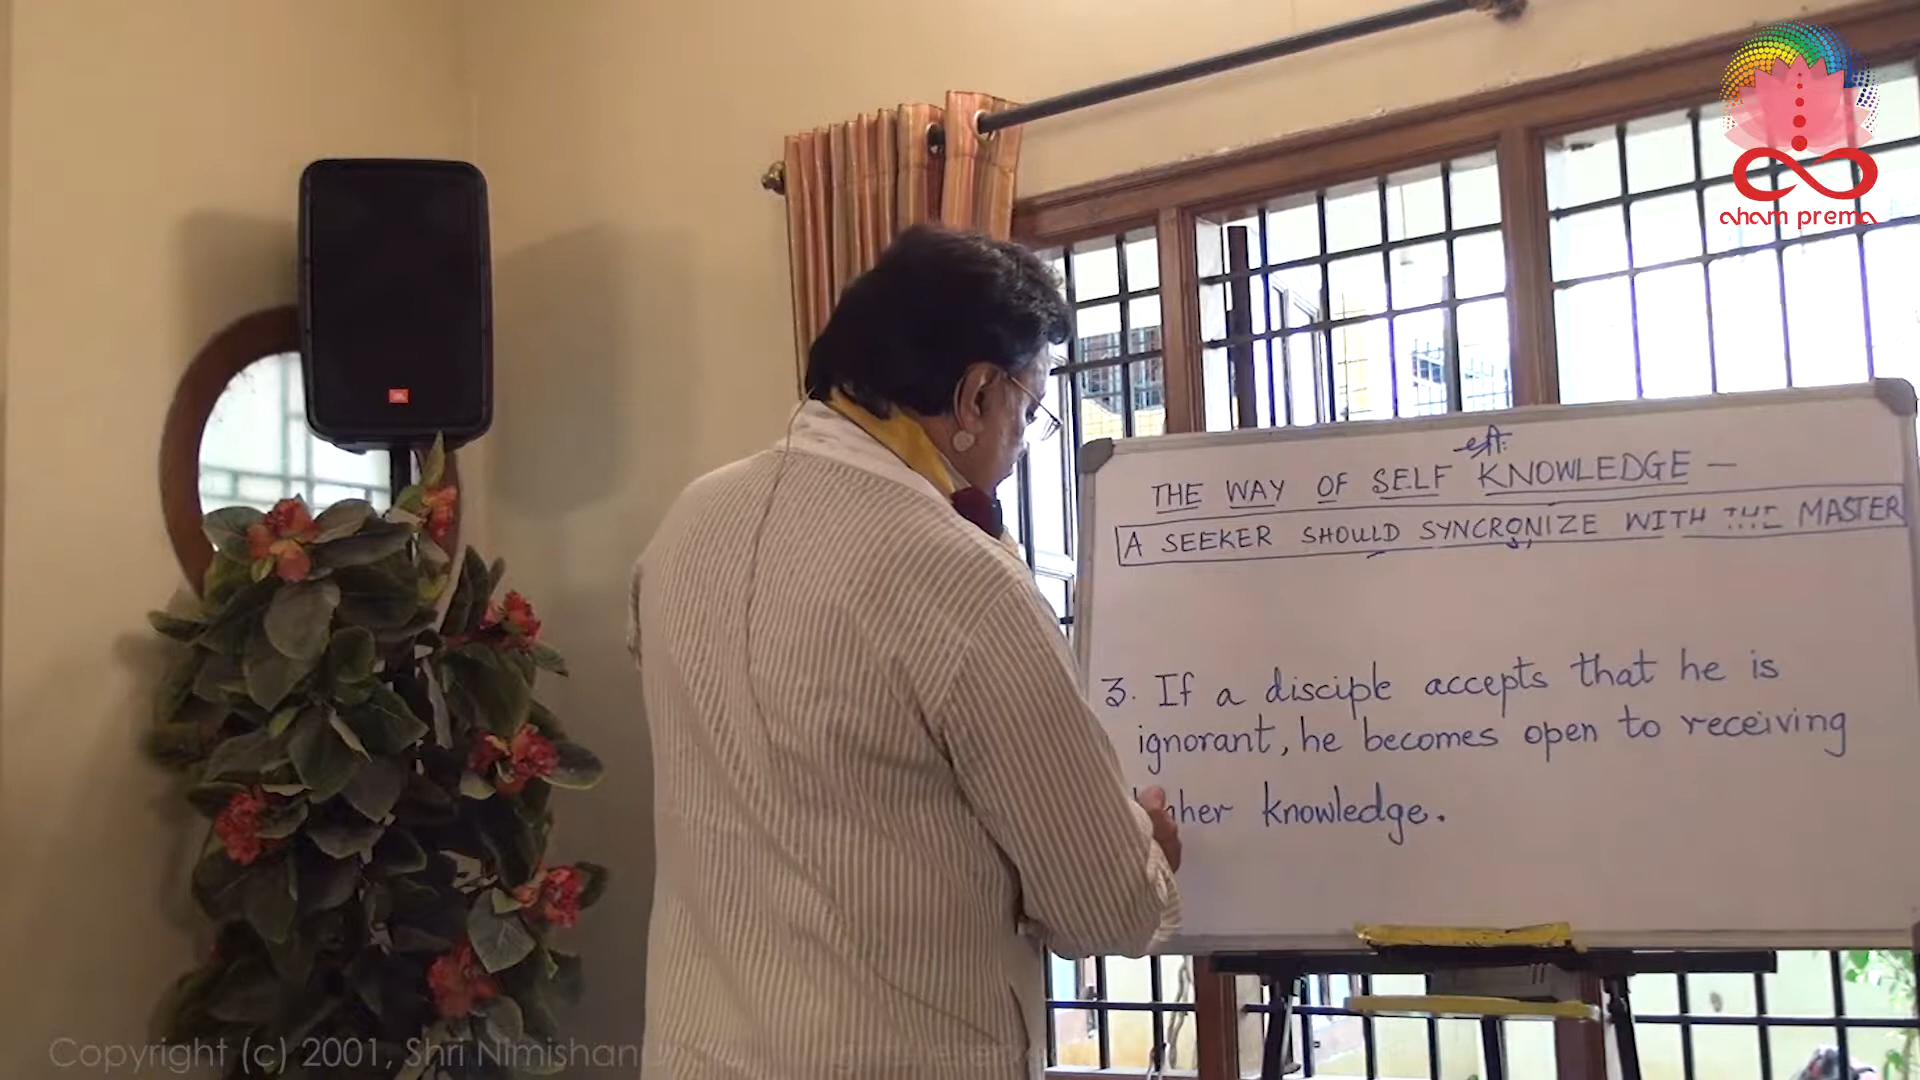 aham prema
THE WAY OF SELF KNOWLEDGE —
A SEEKER SHOULD SYNCRONIZE WITH THE MASTER
3. If a disciple accepts that he is
ignorant, he becomes open to receiving
knowledge.
Copyright (c) 2001, Shri